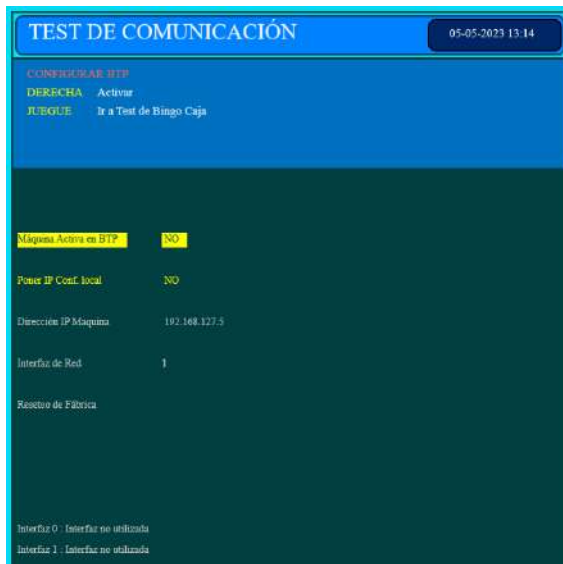 TEST DE COMUNICACIÓN
05-05-2023 13:14
CONFIGURAR BTP
DERECHA Activar
JUEGUE Ir a Test de Bingo Caja
Máquina Activa en BTP NO
Poner IP Conf. local NO
Dirección IP Maquina 192.168.127.5
Interfaz de Red 1
Reseteo de Fábrica
Interfaz 0 : Interfaz no utilizada
Interfaz 1 : Interfaz no utilizada